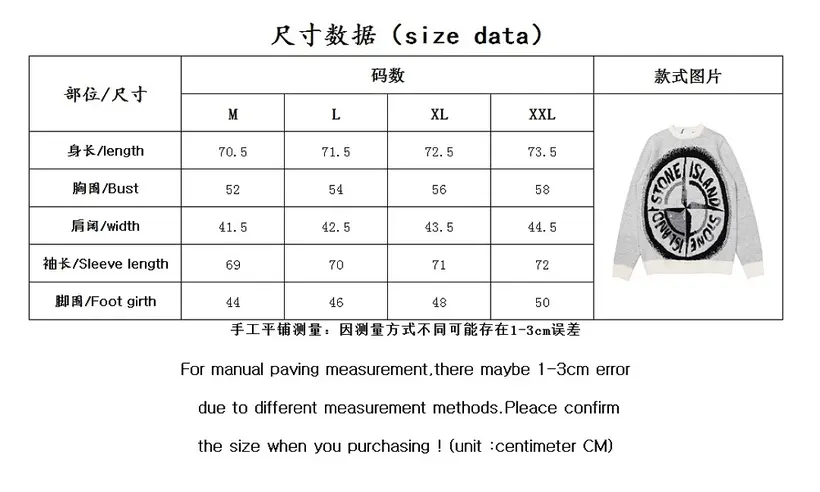 尺寸数据（size data）
部位/尺寸 码数 款式图片
M L XL XXL
身长/length 70.5 71.5 72.5 73.5
胸围/Bust 52 54 56 58
肩阔/width 41.5 42.5 43.5 44.5
袖长/Sleeve length 69 70 71 72
脚围/Foot girth 44 46 48 50
STONE ISLAND
STONE ISLAND
手工平铺测量：因测量方式不同可能存在1-3cm误差
For manual paving measurement,there maybe 1-3cm error
due to different measurement methods.Pleace confirm
the size when you purchasing ! (unit :centimeter CM)